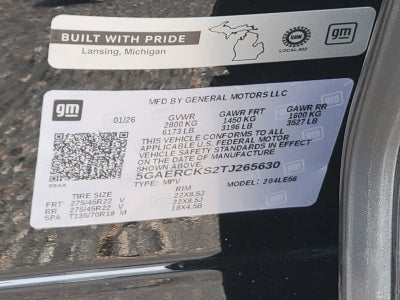 BUILT WITH PRIDE
Lansing, Michigan
LOCAL 602
gm
gm
MFD BY GENERAL MOTORS LLC
01/26 GVWR GAWR FRT GAWR RR
2800 KG 1450 KG 1600 KG
6173 LB 3196 LB 3527 LB
THIS VEHICLE CONFORMS TO ALL
APPLICABLE U.S. FEDERAL MOTOR
VEHICLE SAFETY STANDARDS IN EFFECT
ON THE DATE OF MANUFACTURE
SHOWN ABOVE.
5GAERCKS2TJ265630
TYPE: MPV MODEL: 204LE56
TIRE SIZE RIM
FRT 275/45R22 V 22X8.5J
RR 275/45R22 V 22X8.5J
SPA T135/70R18 M 18X4.5B